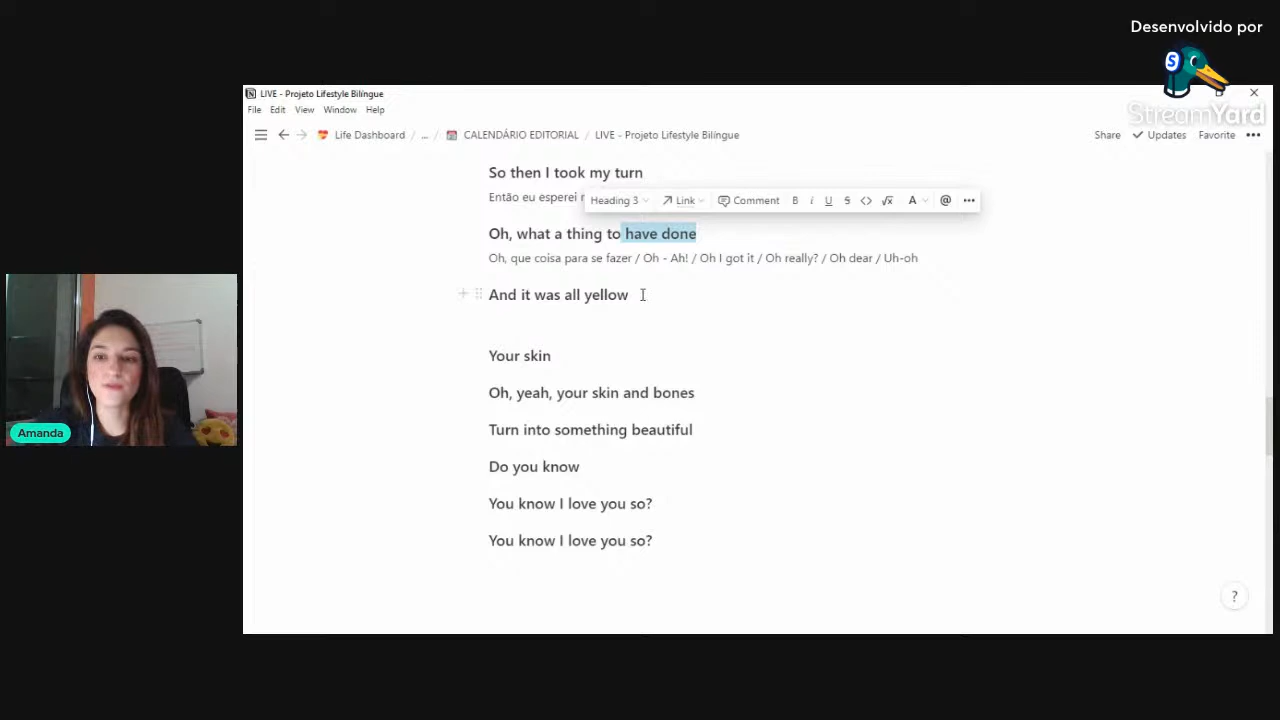 Desenvolvido por
S
StreamYard
LIVE - Projeto Lifestyle Bilíngue
File Edit View Window Help
Life Dashboard / ... / CALENDÁRIO EDITORIAL / LIVE - Projeto Lifestyle Bilíngue
Share Updates Favorite
So then I took my turn
Então eu esperei
Heading 3 Link Comment B i U S A @
Oh, what a thing to have done
Oh, que coisa para se fazer / Oh - Ah! / Oh I got it / Oh really? / Oh dear / Uh-oh
And it was all yellow
Your skin
Oh, yeah, your skin and bones
Turn into something beautiful
Do you know
You know I love you so?
You know I love you so?
Amanda
?